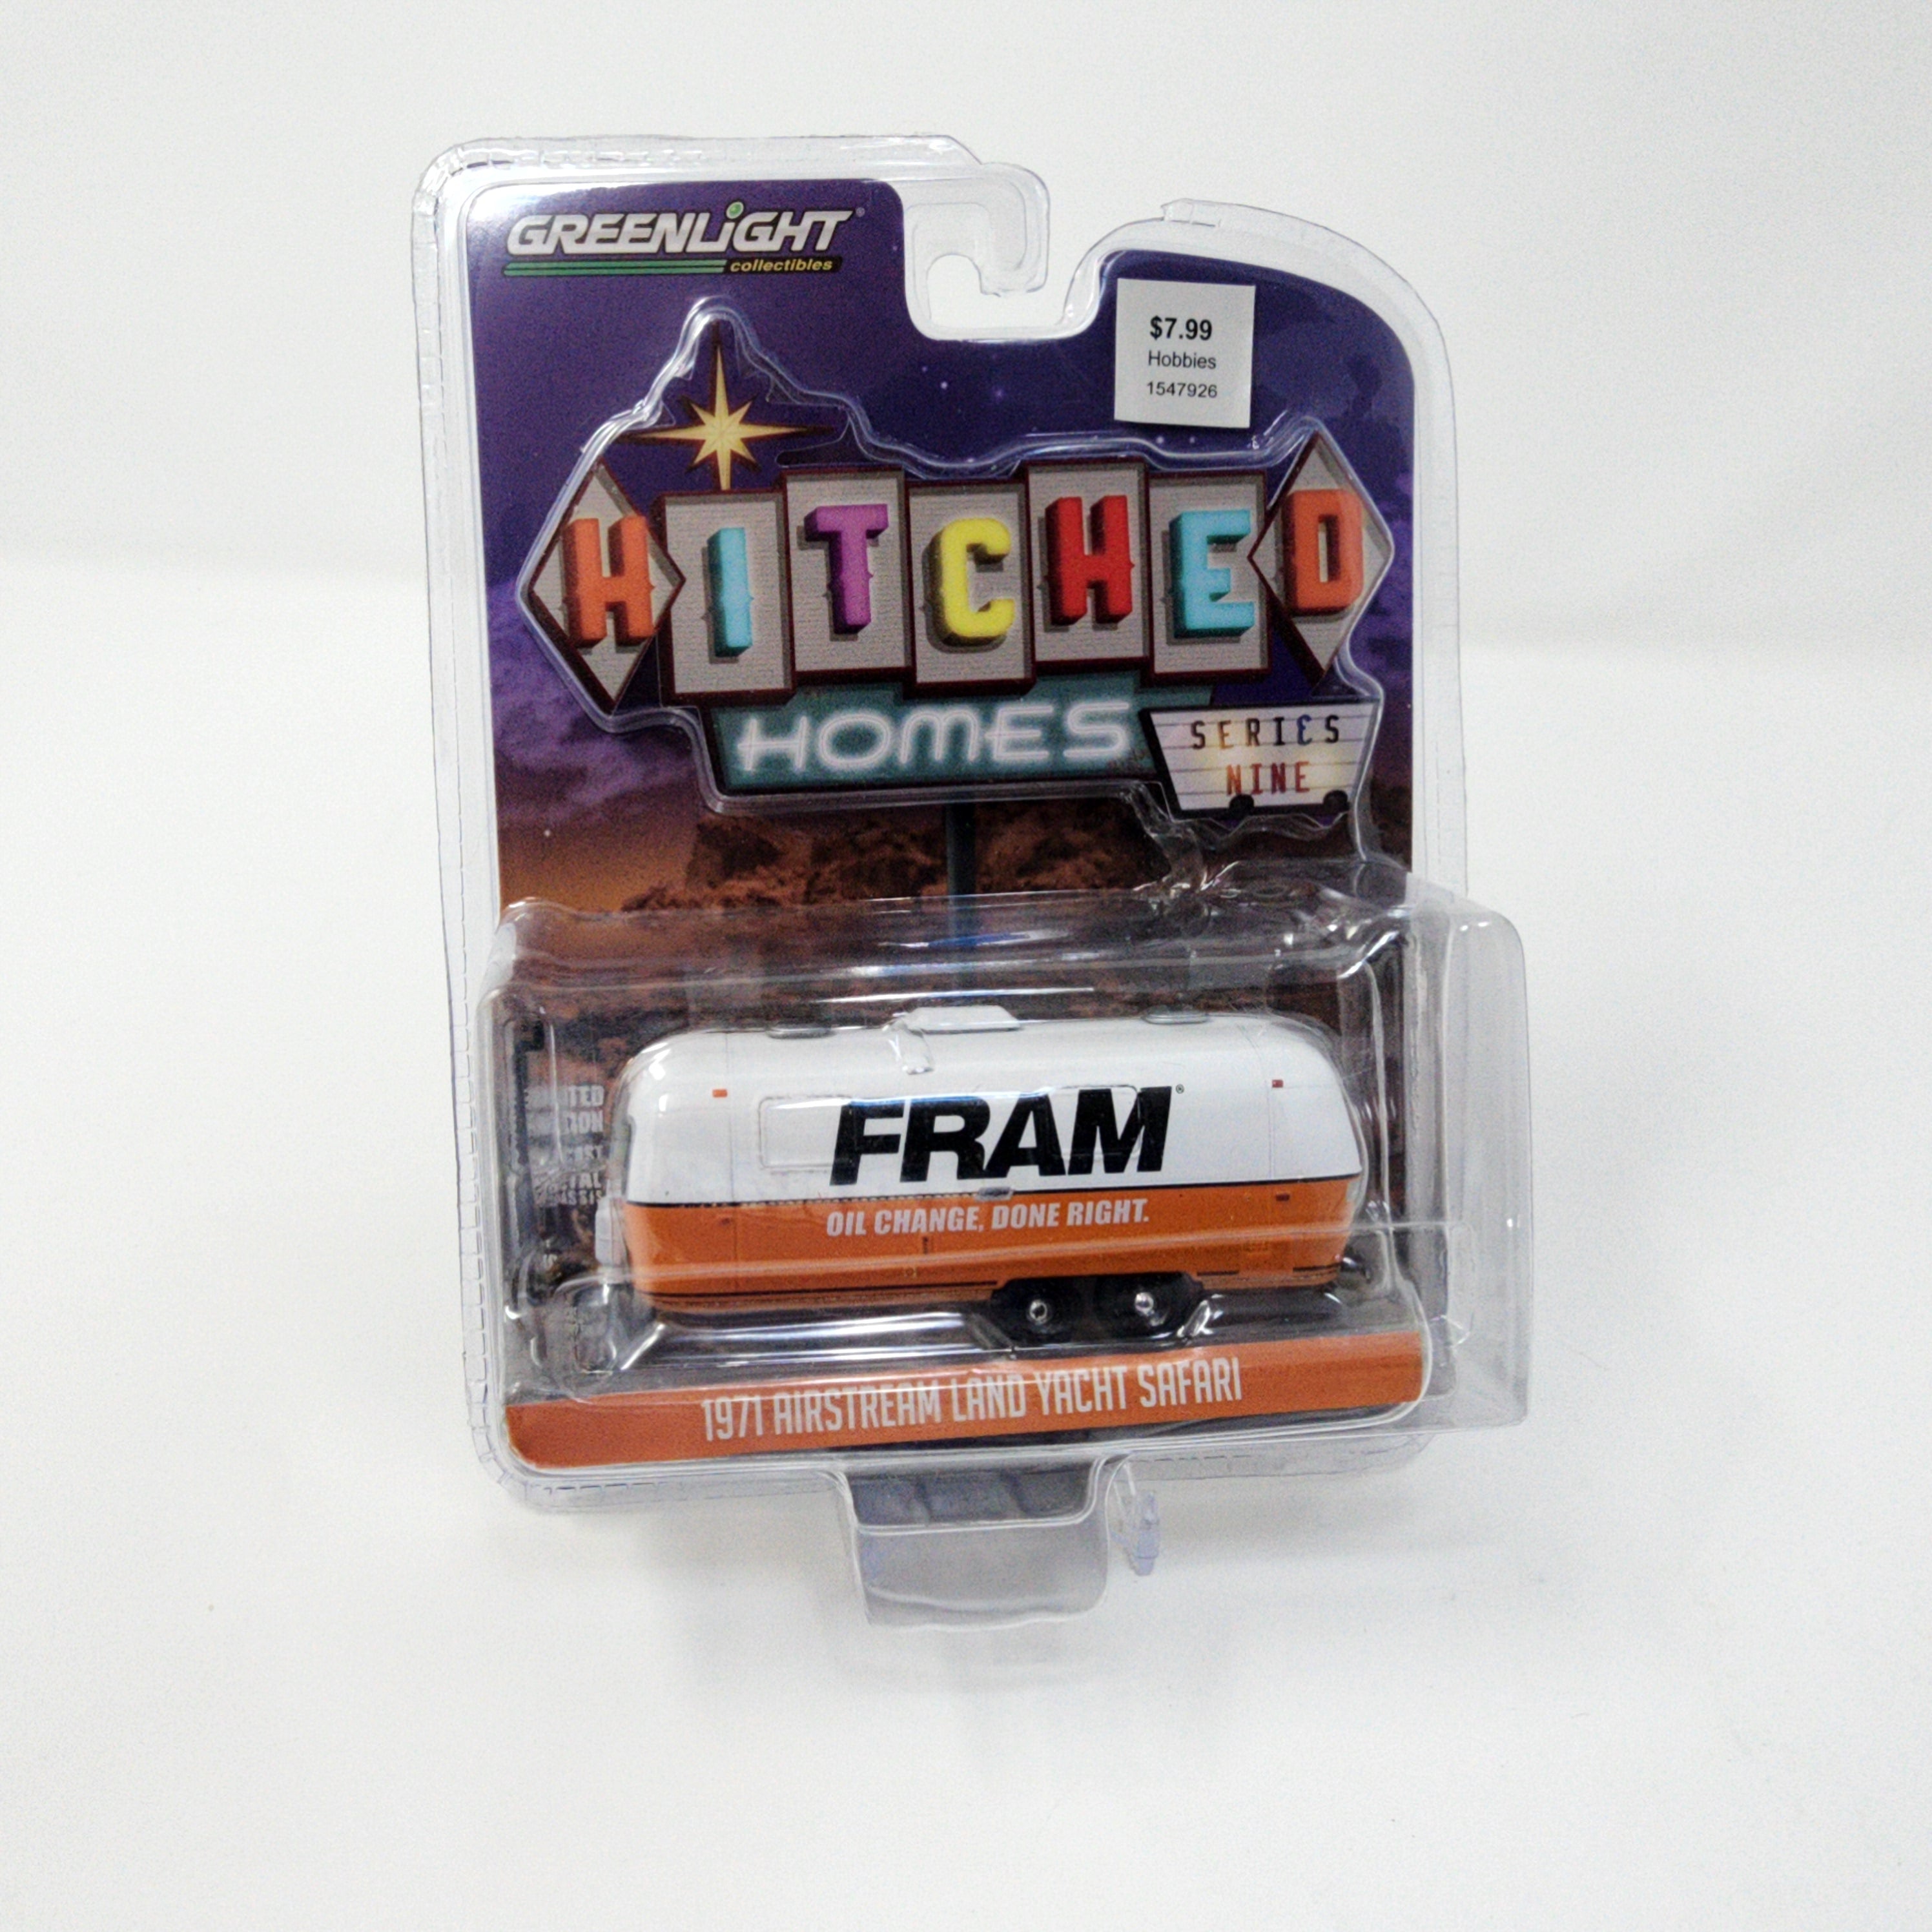 GREENLIGHT®
collectibles
$7.99
Hobbies
1547926
HITCHED
HOMES
SERIES
NINE
FRAM®
OIL CHANGE, DONE RIGHT.
1971 AIRSTREAM LAND YACHT SAFARI